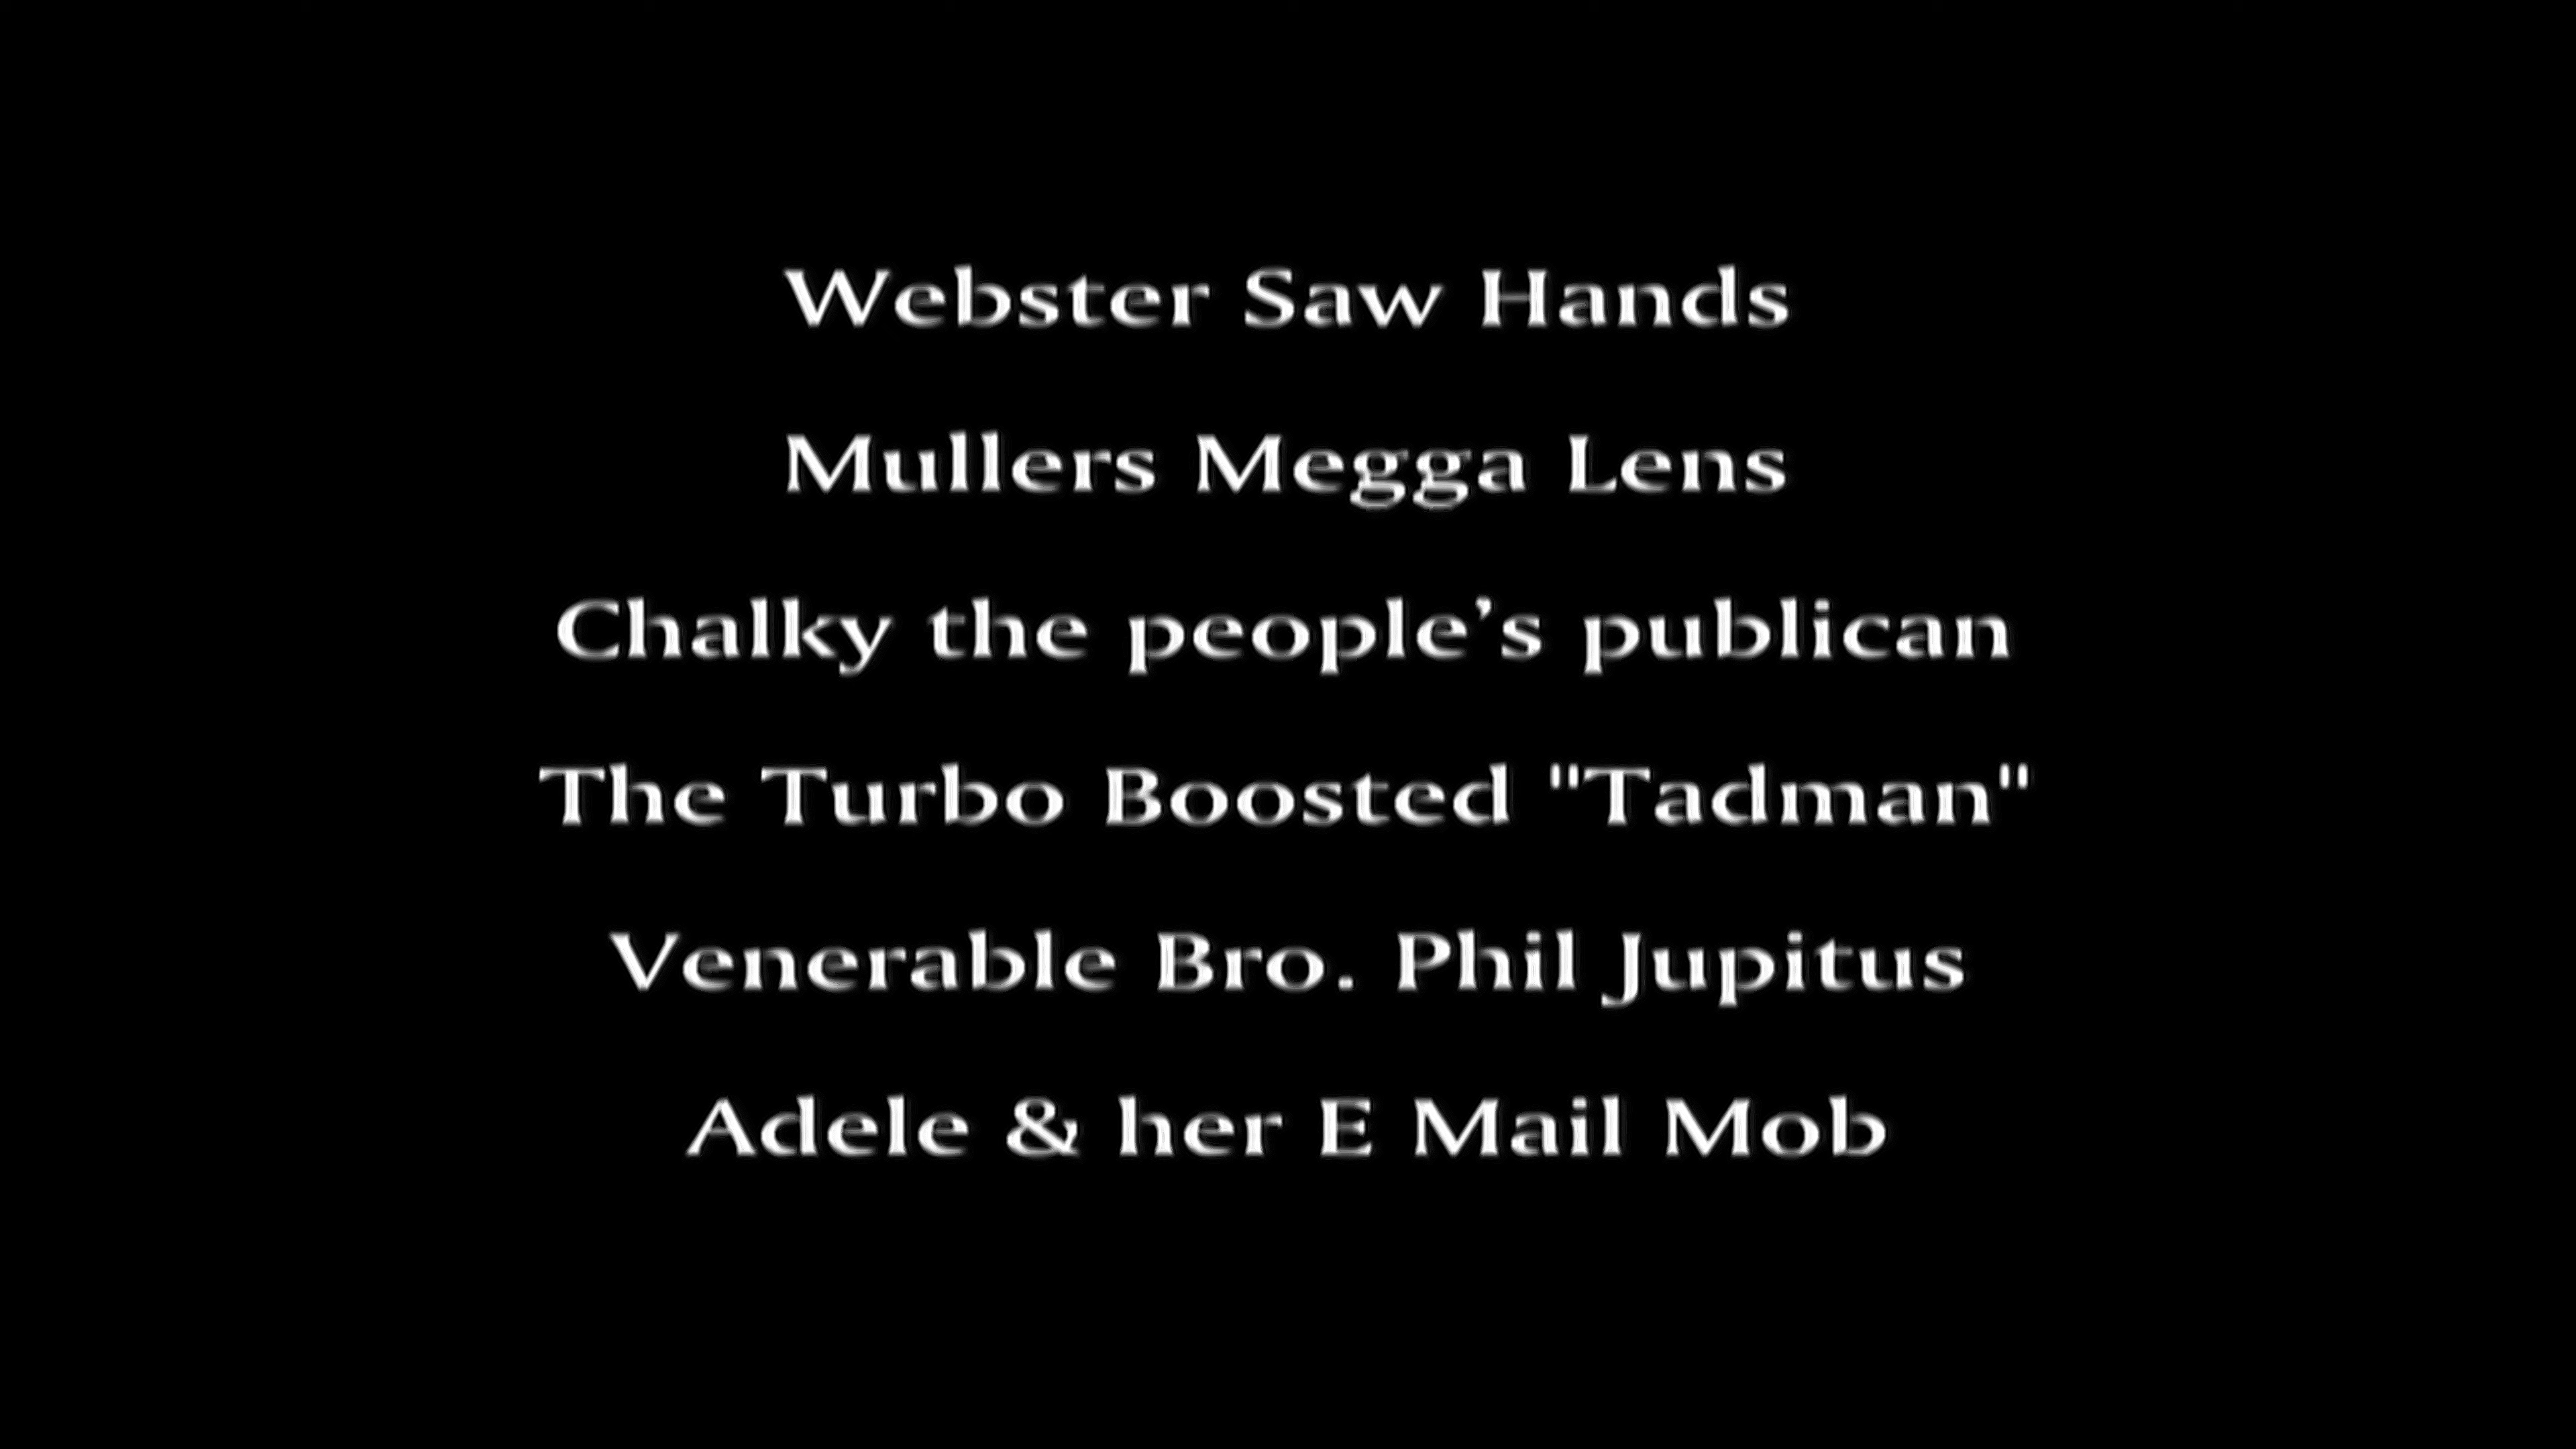 Webster Saw Hands
Mullers Megga Lens
Chalky the people’s publican
The Turbo Boosted "Tadman"
Venerable Bro. Phil Jupitus
Adele & her E Mail Mob